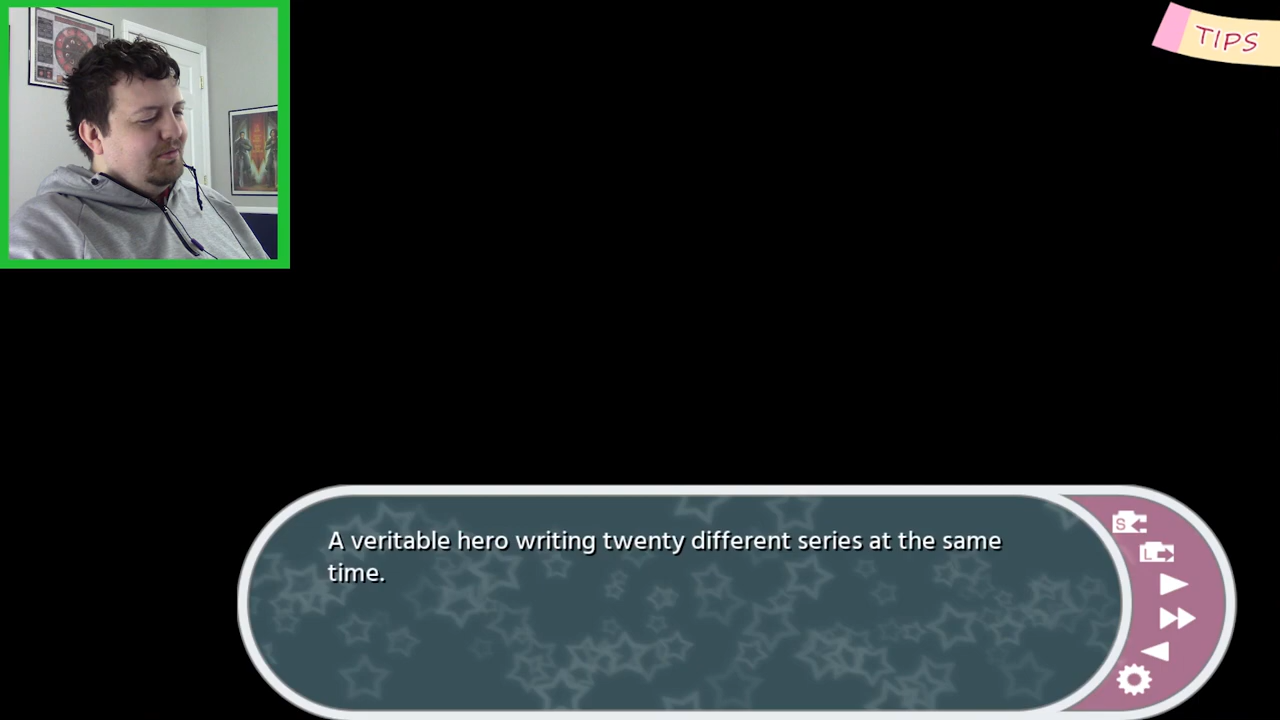 TIPS
A veritable hero writing twenty different series at the same
time.
S
L